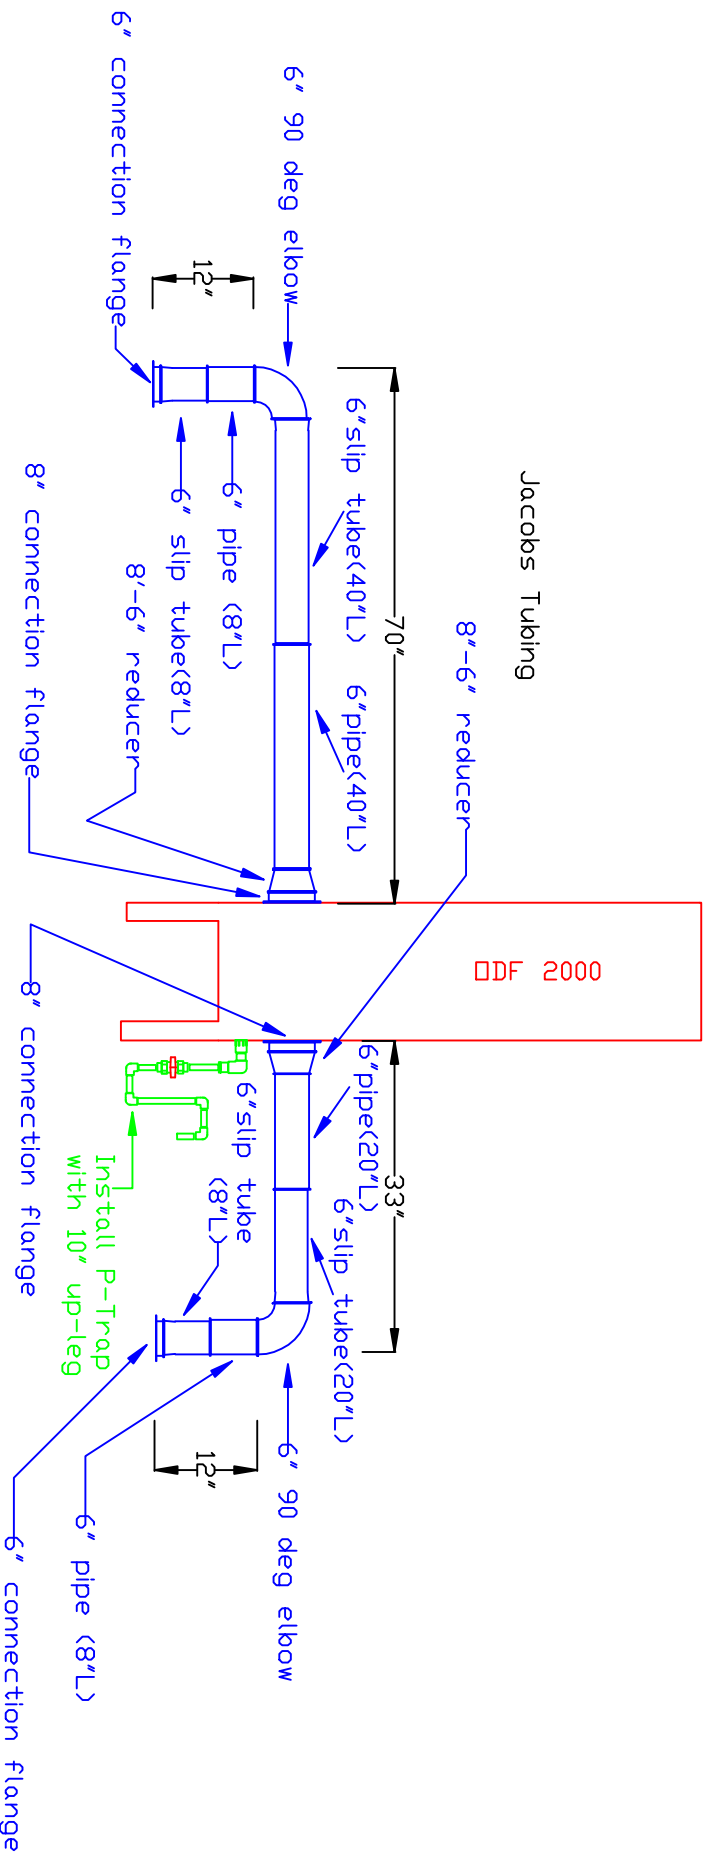 Jacobs Tubing
8"-6" reducer
ODF 2000
70"
33"
6"slip tube(40"L)
6"pipe(40"L)
6"pipe(20"L)
6"slip tube(20"L)
6" 90 deg elbow
6" 90 deg elbow
12"
12"
6" pipe (8"L)
6" slip tube(8"L)
6"slip tube
(8"L)
8'-6" reducer
6" connection flange
Install P-Trap
with 10" up-leg
6" pipe (8"L)
8" connection flange
8" connection flange
6" connection flange